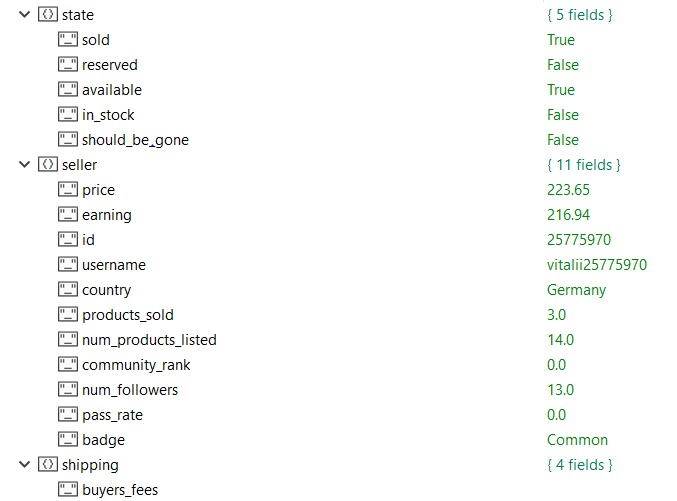 state { 5 fields }
sold True
reserved False
available True
in_stock False
should_be_gone False
seller { 11 fields }
price 223.65
earning 216.94
id 25775970
username vitalii25775970
country Germany
products_sold 3.0
num_products_listed 14.0
community_rank 0.0
num_followers 13.0
pass_rate 0.0
badge Common
shipping { 4 fields }
buyers_fees